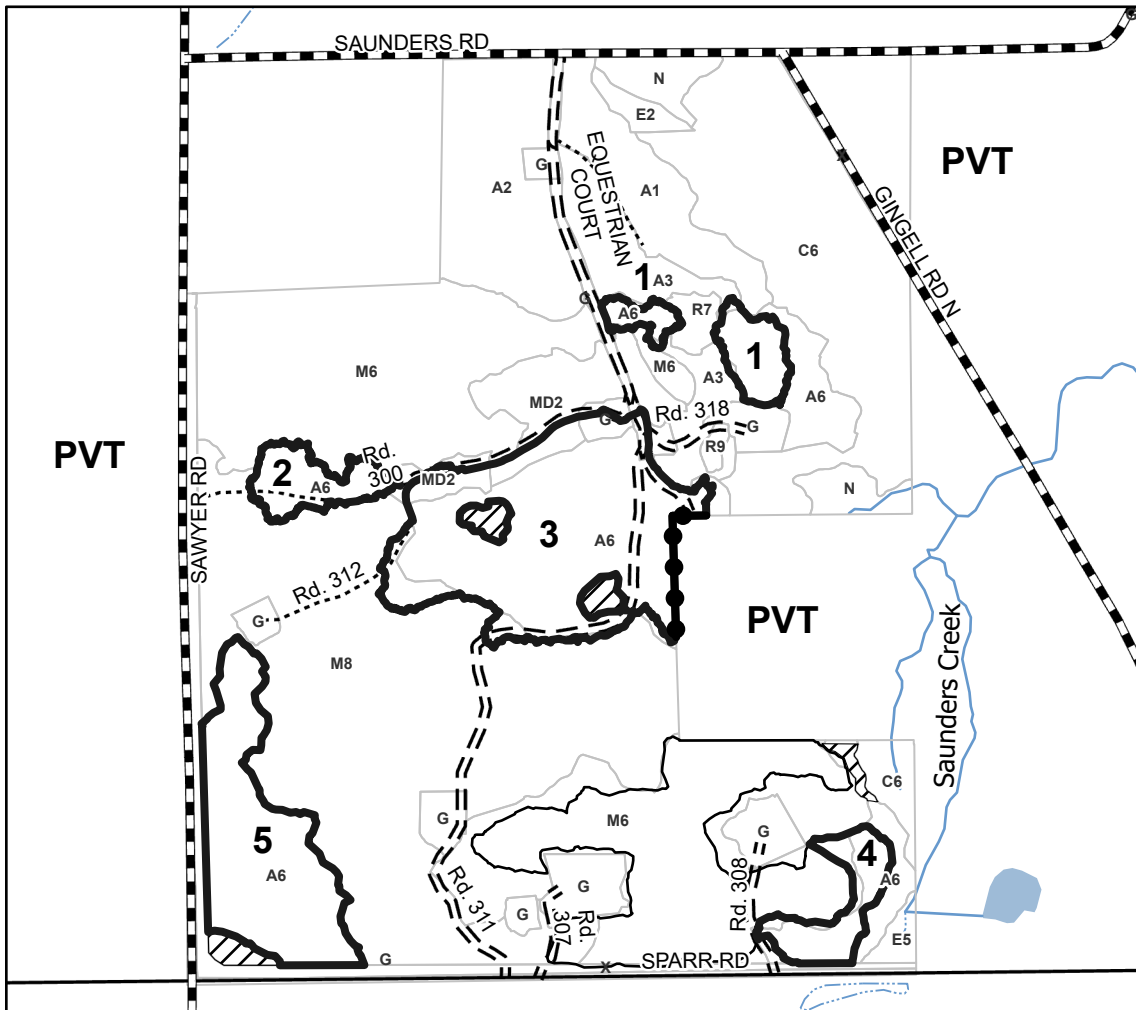 SAUNDERS RD
N
E2
PVT
EQUESTRIAN
COURT
G
A2
A1
GINGELL RD N
C6
1
A3
G
A6
R7
1
M6
M6
A3
MD2
A6
Rd. 318
G
G
R9
PVT
Rd.
300
2
A6
MD2
N
SAWYER RD
3
A6
Rd. 312
G
PVT
M8
Saunders Creek
C6
G
M6
G
5
4
A6
Rd. 308
G
A6
Rd. 311
G
Rd.
307
E5
G
SPARR RD
X